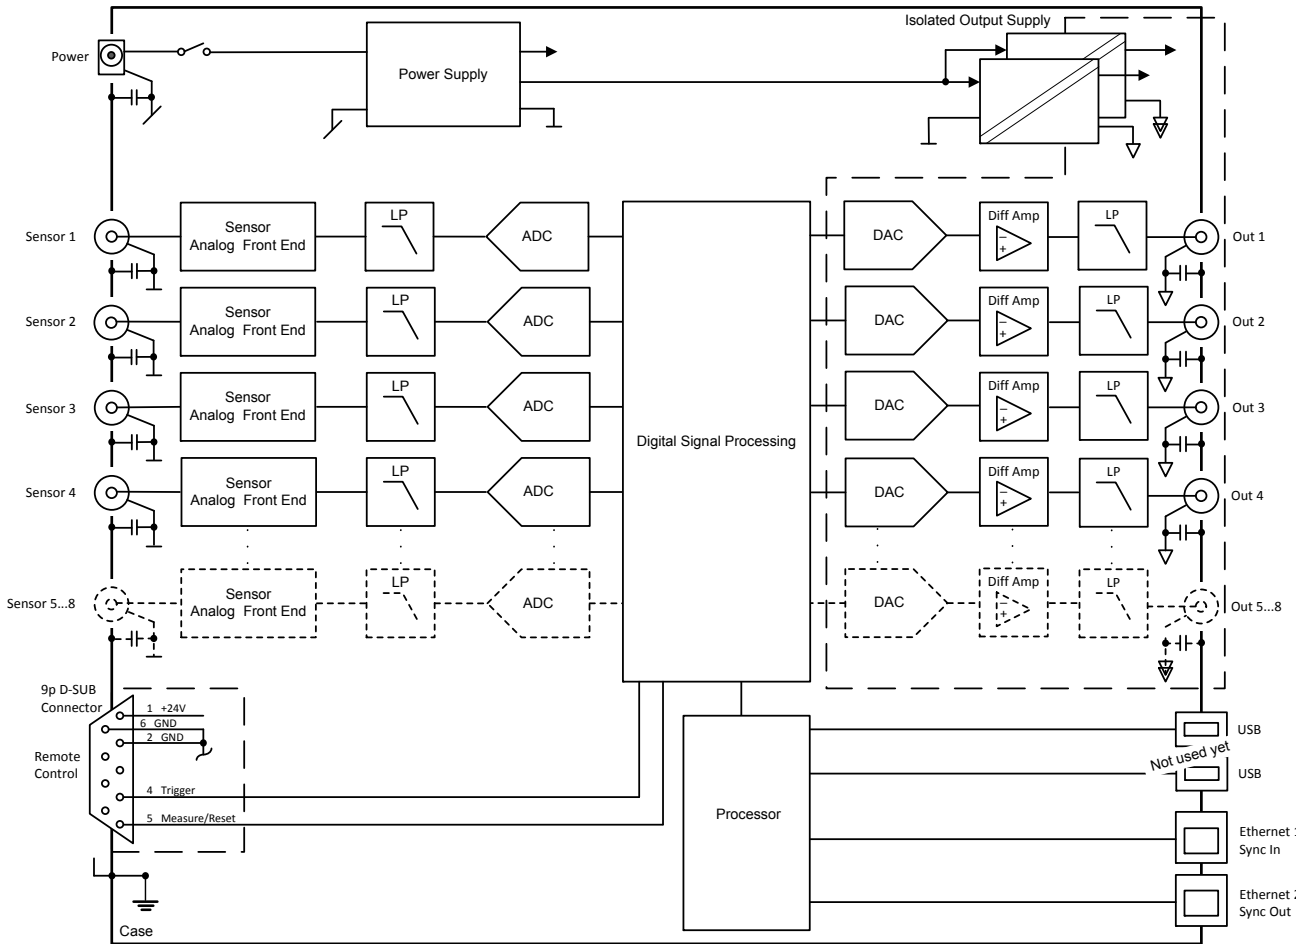 Isolated Output Supply
Power
Power Supply
Sensor 1
Sensor
Analog Front End
LP
ADC
DAC
Diff Amp
LP
Out 1
Sensor 2
Sensor
Analog Front End
LP
ADC
DAC
Diff Amp
LP
Out 2
Sensor 3
Sensor
Analog Front End
LP
ADC
DAC
Diff Amp
LP
Out 3
Digital Signal Processing
Sensor 4
Sensor
Analog Front End
LP
ADC
DAC
Diff Amp
LP
Out 4
Sensor 5...8
Sensor
Analog Front End
LP
ADC
DAC
Diff Amp
LP
Out 5...8
9p D-SUB
Connector
1 +24V
6 GND
2 GND
Remote
Control
4 Trigger
5 Measure/Reset
Processor
USB
Not used yet
USB
Ethernet 1
Sync In
Ethernet 2
Sync Out
Case